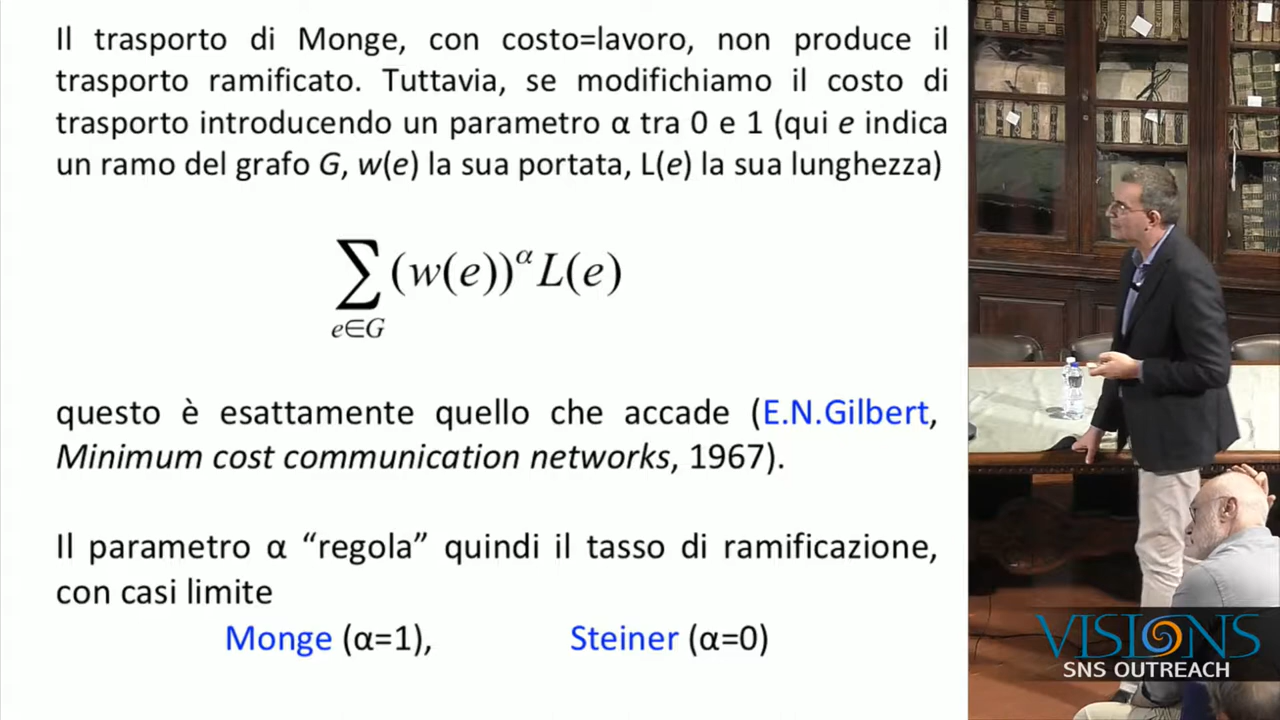 Il trasporto di Monge, con costo=lavoro, non produce il
trasporto ramificato. Tuttavia, se modifichiamo il costo di
trasporto introducendo un parametro α tra 0 e 1 (qui e indica
un ramo del grafo G, w(e) la sua portata, L(e) la sua lunghezza)
∑ (w(e))^α L(e)
e∈G
questo è esattamente quello che accade (E.N.Gilbert,
Minimum cost communication networks, 1967).
Il parametro α “regola” quindi il tasso di ramificazione,
con casi limite
Monge (α=1), Steiner (α=0)
VISIONS
SNS OUTREACH